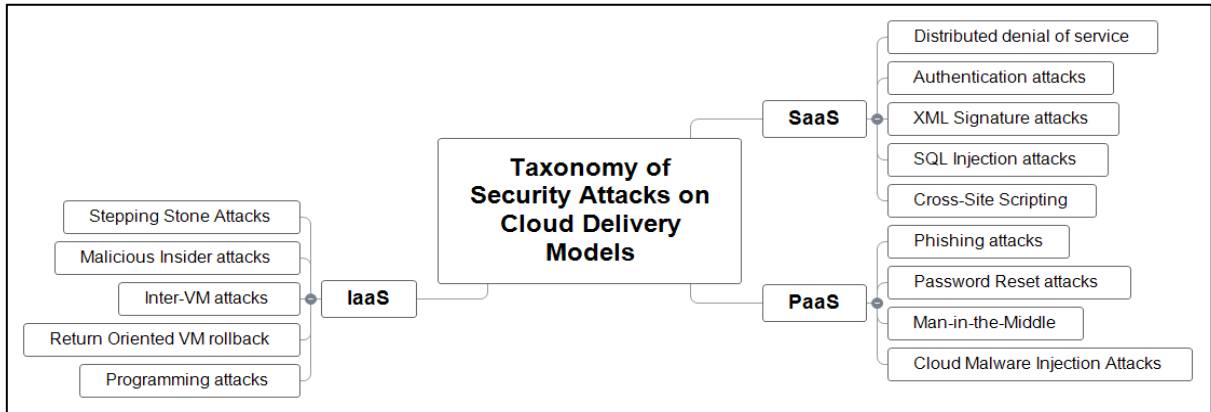 Taxonomy of
Security Attacks on
Cloud Delivery
Models
SaaS
Distributed denial of service
Authentication attacks
XML Signature attacks
SQL Injection attacks
Cross-Site Scripting
PaaS
Phishing attacks
Password Reset attacks
Man-in-the-Middle
Cloud Malware Injection Attacks
IaaS
Stepping Stone Attacks
Malicious Insider attacks
Inter-VM attacks
Return Oriented VM rollback
Programming attacks